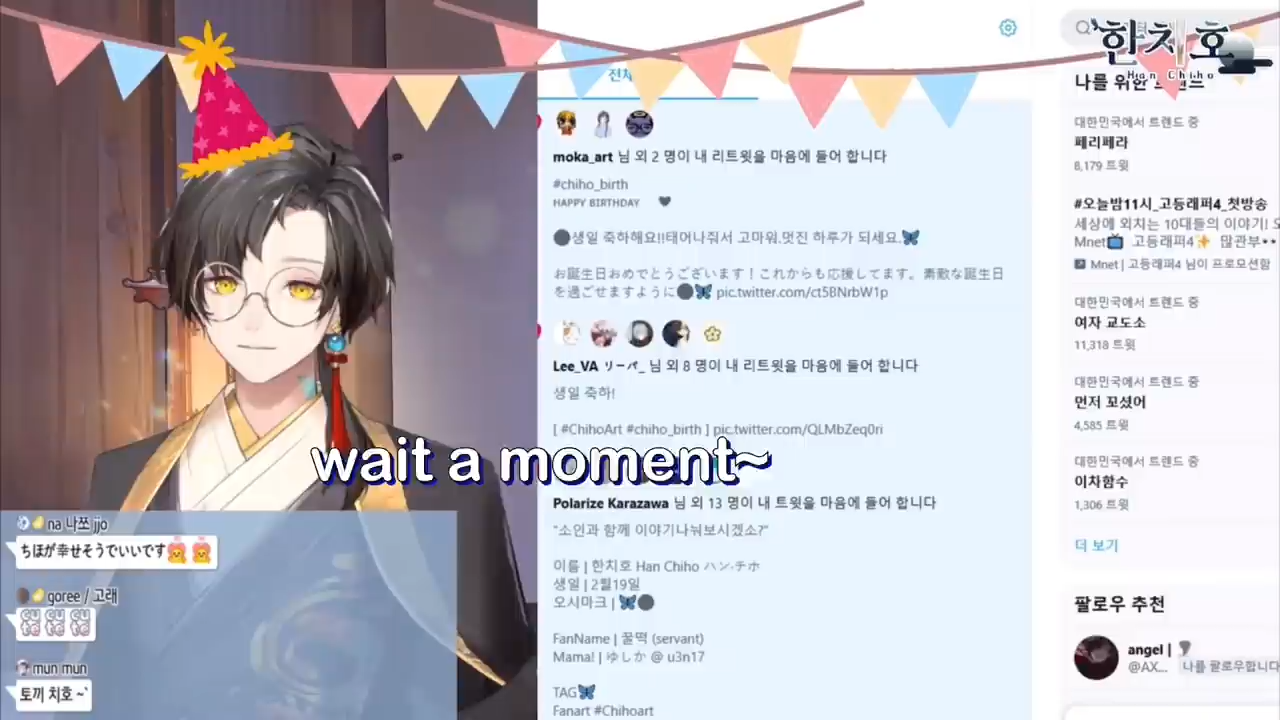 한치호
Han Chiho
전체
moka_art 님 외 2 명이 내 리트윗을 마음에 들어 합니다
#chiho_birth
HAPPY BIRTHDAY 🖤
⚫생일 축하해요!!태어나줘서 고마워.멋진 하루가 되세요.🦋
お誕生日おめでとうございます！これからも応援してます。素敵な誕生日
を過ごせますように⚫🦋 pic.twitter.com/ct5BNrbW1p
Lee_VA リーバ_ 님 외 8 명이 내 리트윗을 마음에 들어 합니다
생일 축하!
[ #ChihoArt #chiho_birth ] pic.twitter.com/QLMbZeq0ri
wait a moment~
Polarize Karazawa 님 외 13 명이 내 트윗을 마음에 들어 합니다
"소인과 함께 이야기나눠보시겠소?"
이름 | 한치호 Han Chiho ハン·チホ
생일 | 2월19일
오시마크 | 🦋⚫
FanName | 꿀떡 (servant)
Mama! | ゆしか @ u3n17
TAG🦋
Fanart #Chihoart
나를 위한 트렌드
대한민국에서 트렌드 중
페리페라
8,179 트윗
#오늘밤11시_고등래퍼4_첫방송
세상에 외치는 10대들의 이야기!
Mnet📺 고등래퍼4✨ 많관부••
Mnet | 고등래퍼4 님이 프로모션함
대한민국에서 트렌드 중
여자 교도소
11,318 트윗
대한민국에서 트렌드 중
먼저 꼬셨어
4,585 트윗
대한민국에서 트렌드 중
이차함수
1,306 트윗
더 보기
팔로우 추천
angel |
@AX... 나를 팔로우합니다
na 나쪼 jjo
ちほが幸せそうでいいです
goree / 고래
mun mun
토끼 치호 ~`